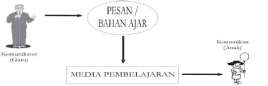 PESAN /
BAHAN AJAR
Komunikator
(Guru)
Komunikan
(Anak)
MEDIA PEMBELAJARAN